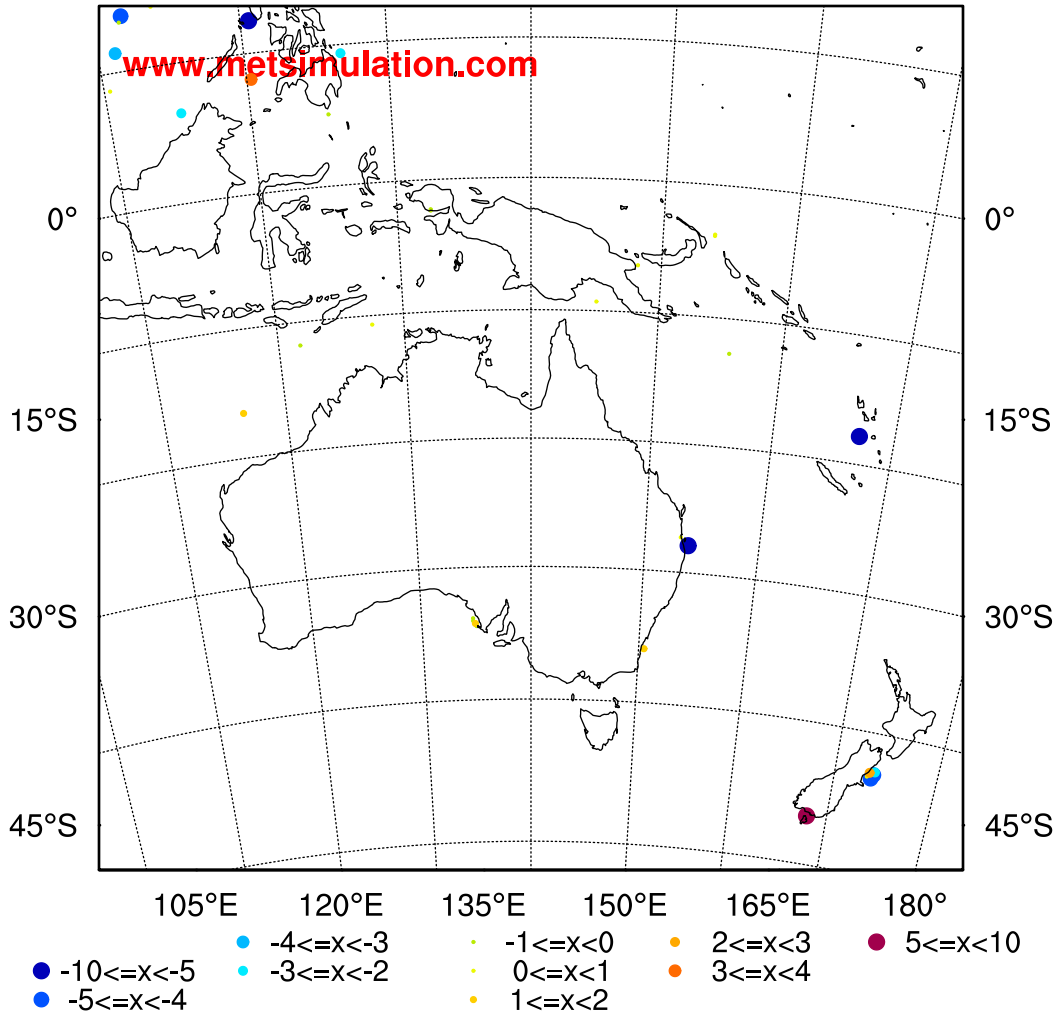 www.metsimulation.com
0° 0°
15°S 15°S
30°S 30°S
45°S 45°S
105°E 120°E 135°E 150°E 165°E 180°
-4<=x<-3 -1<=x<0 2<=x<3 5<=x<10
-10<=x<-5 -3<=x<-2 0<=x<1 3<=x<4
-5<=x<-4 1<=x<2